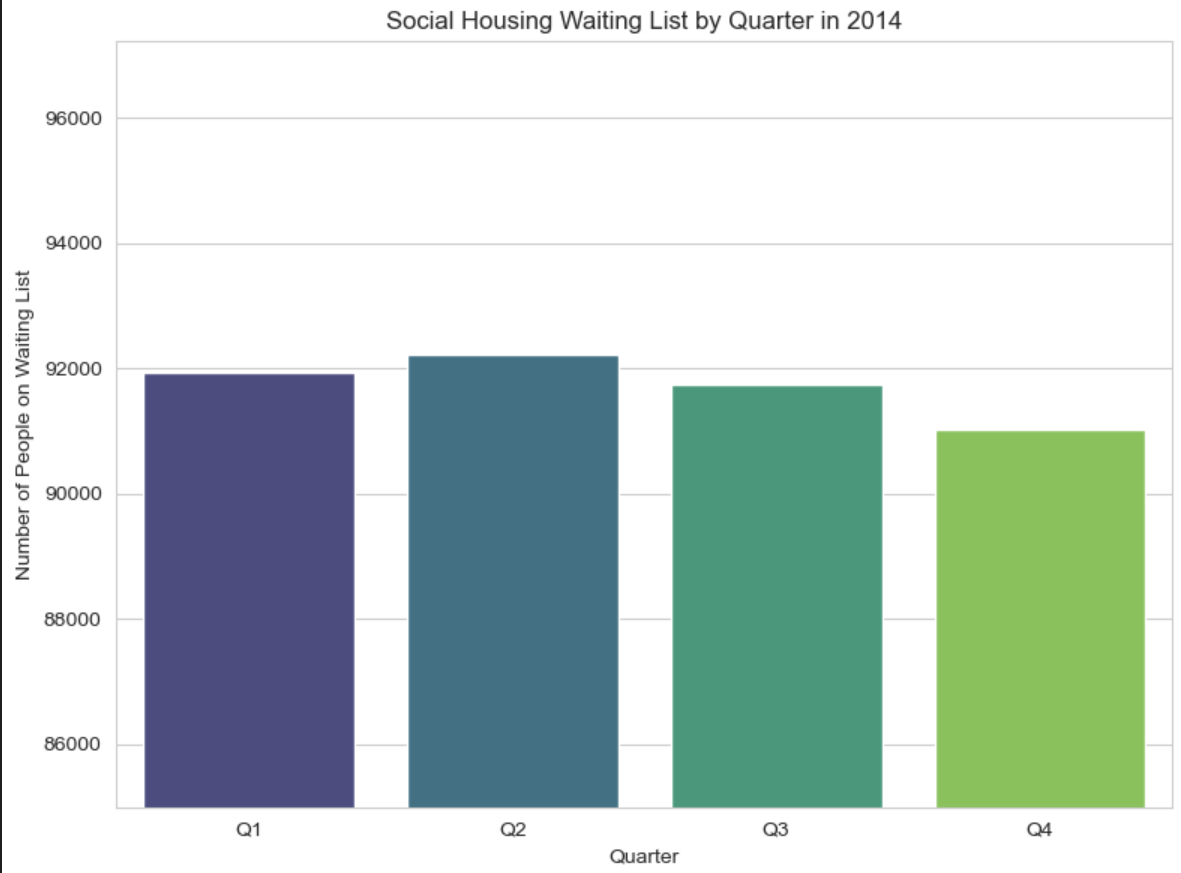 Social Housing Waiting List by Quarter in 2014
Number of People on Waiting List
96000
94000
92000
90000
88000
86000
Q1 Q2 Q3 Q4
Quarter